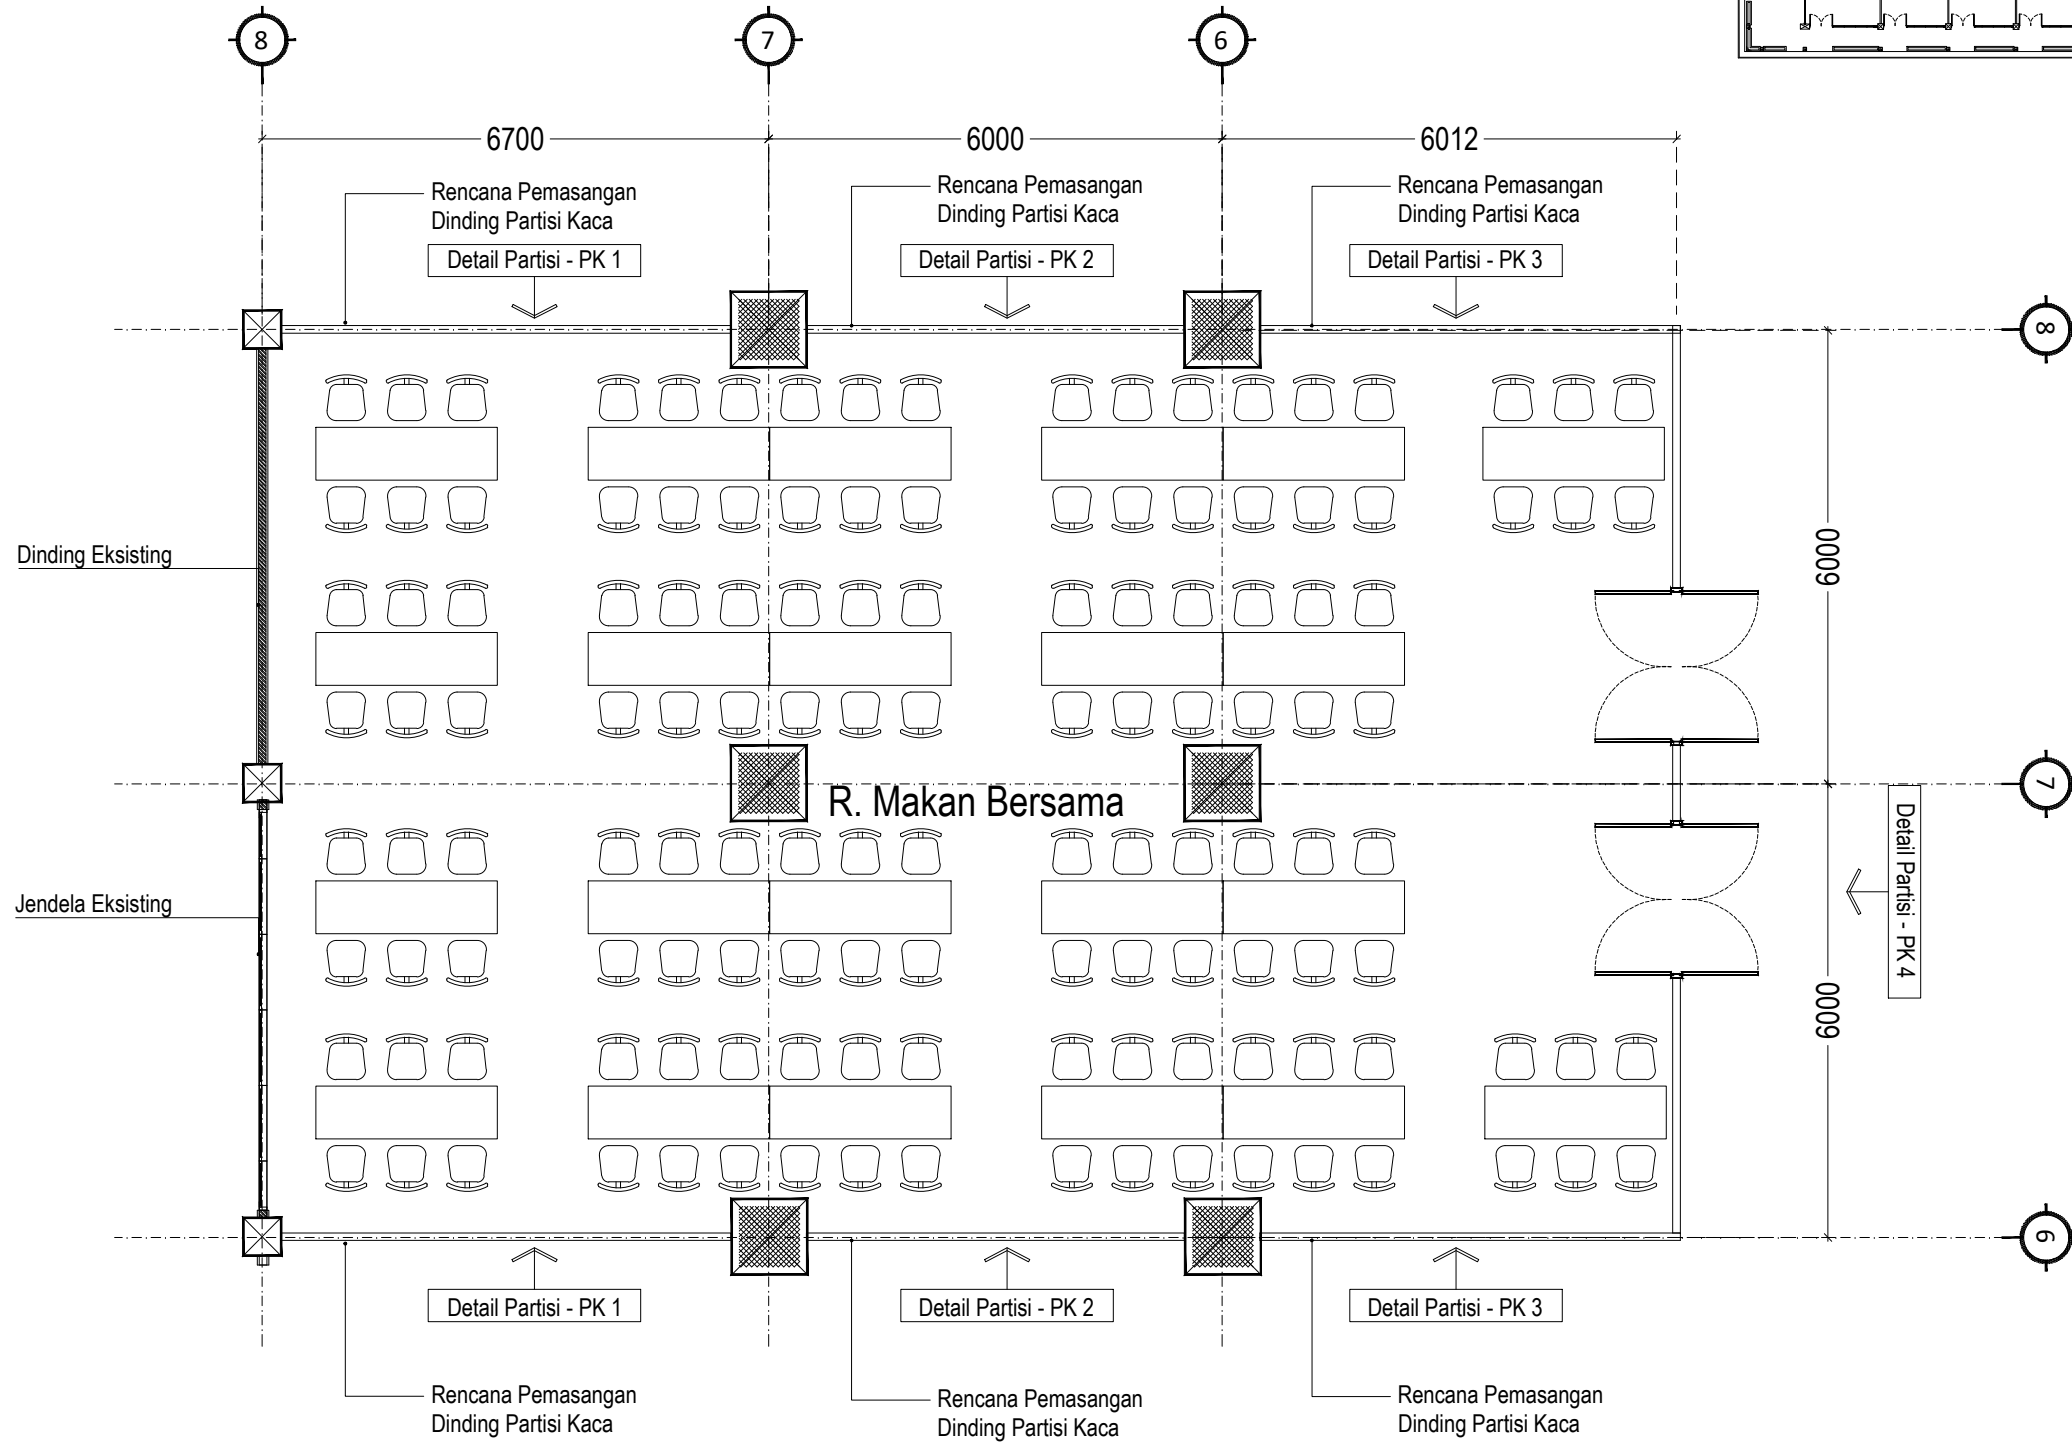 8
7
6
6700
6000
6012
Rencana Pemasangan
Dinding Partisi Kaca
Rencana Pemasangan
Dinding Partisi Kaca
Rencana Pemasangan
Dinding Partisi Kaca
Detail Partisi - PK 1
Detail Partisi - PK 2
Detail Partisi - PK 3
8
Dinding Eksisting
6000
7
R. Makan Bersama
Detail Partisi - PK 4
Jendela Eksisting
6000
6
Detail Partisi - PK 1
Detail Partisi - PK 2
Detail Partisi - PK 3
Rencana Pemasangan
Dinding Partisi Kaca
Rencana Pemasangan
Dinding Partisi Kaca
Rencana Pemasangan
Dinding Partisi Kaca